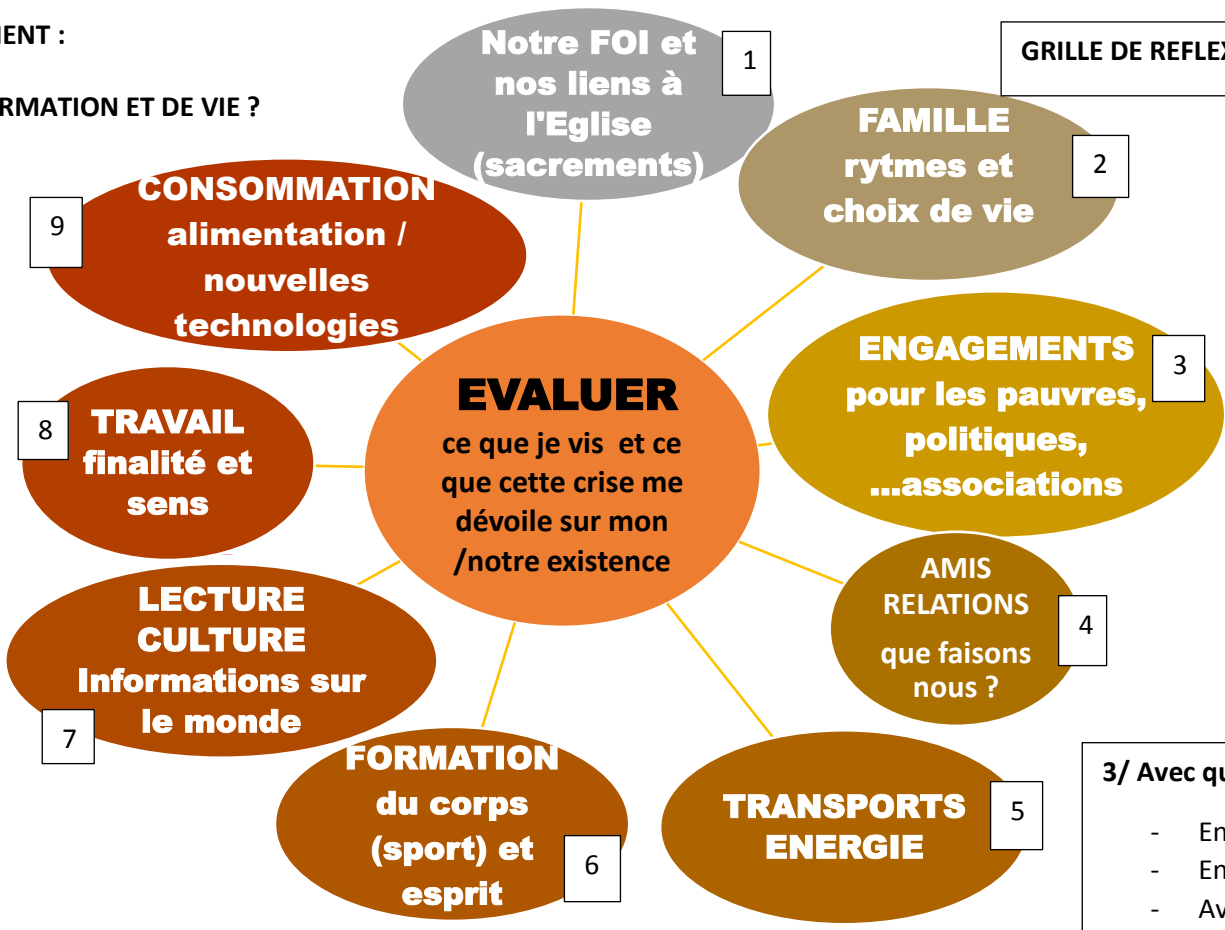 IENT :
RMATION ET DE VIE ?
GRILLE DE REFLEX
Notre FOI et
nos liens à
l'Eglise
(sacrements)
1
FAMILLE
rytmes et
choix de vie
2
ENGAGEMENTS
pour les pauvres,
politiques,
...associations
3
AMIS
RELATIONS
que faisons
nous ?
4
TRANSPORTS
ENERGIE
5
FORMATION
du corps
(sport) et
esprit
6
LECTURE
CULTURE
Informations sur
le monde
7
TRAVAIL
finalité et
sens
8
CONSOMMATION
alimentation /
nouvelles
technologies
9
EVALUER
ce que je vis et ce
que cette crise me
dévoile sur mon
/notre existence
3/ Avec qu
- En
- En
- Av